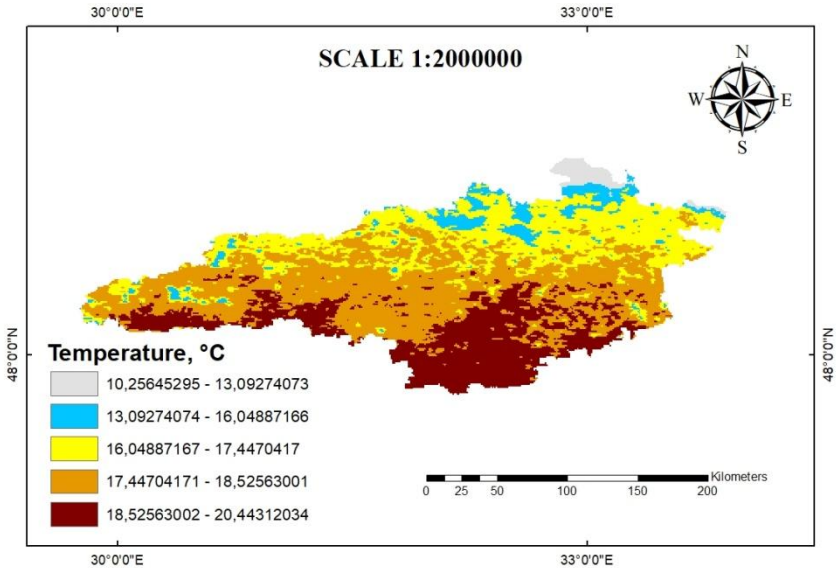 30°0'0"E 33°0'0"E
SCALE 1:2000000
N
W E
S
48°0'0"N 48°0'0"N
Temperature, °C
10,25645295 - 13,09274073
13,09274074 - 16,04887166
16,04887167 - 17,4470417
17,44704171 - 18,52563001
18,52563002 - 20,44312034
Kilometers
0 25 50 100 150 200
30°0'0"E 33°0'0"E